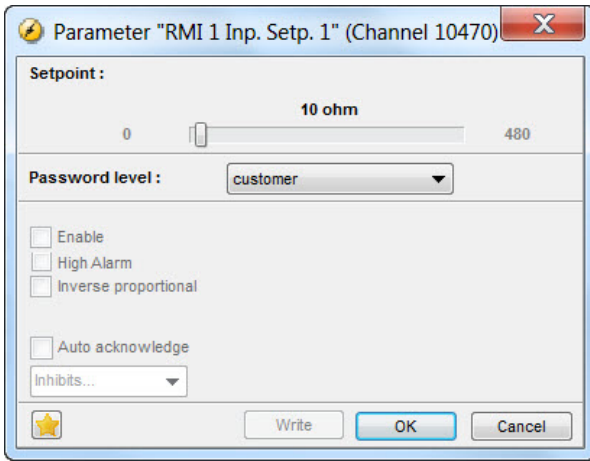 Parameter "RMI 1 Inp. Setp. 1" (Channel 10470)
Setpoint :
10 ohm
0 480
Password level : customer
Enable
High Alarm
Inverse proportional
Auto acknowledge
Inhibits...
Write OK Cancel